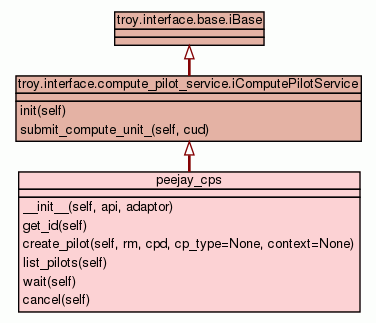 troy.interface.base.iBase
troy.interface.compute_pilot_service.iComputePilotService
init(self)
submit_compute_unit_(self, cud)
peejay_cps
__init__(self, api, adaptor)
get_id(self)
create_pilot(self, rm, cpd, cp_type=None, context=None)
list_pilots(self)
wait(self)
cancel(self)